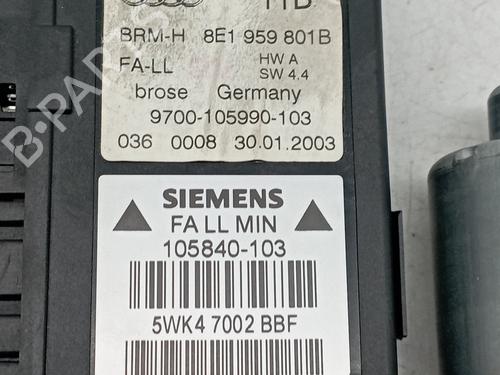 BRM-H 8E1 959 801B
FA-LL HW A
SW 4.4
brose Germany
9700-105990-103
036 0008 30.01.2003
SIEMENS
FA LL MIN
105840-103
5WK4 7002 BBF
B-PARTS